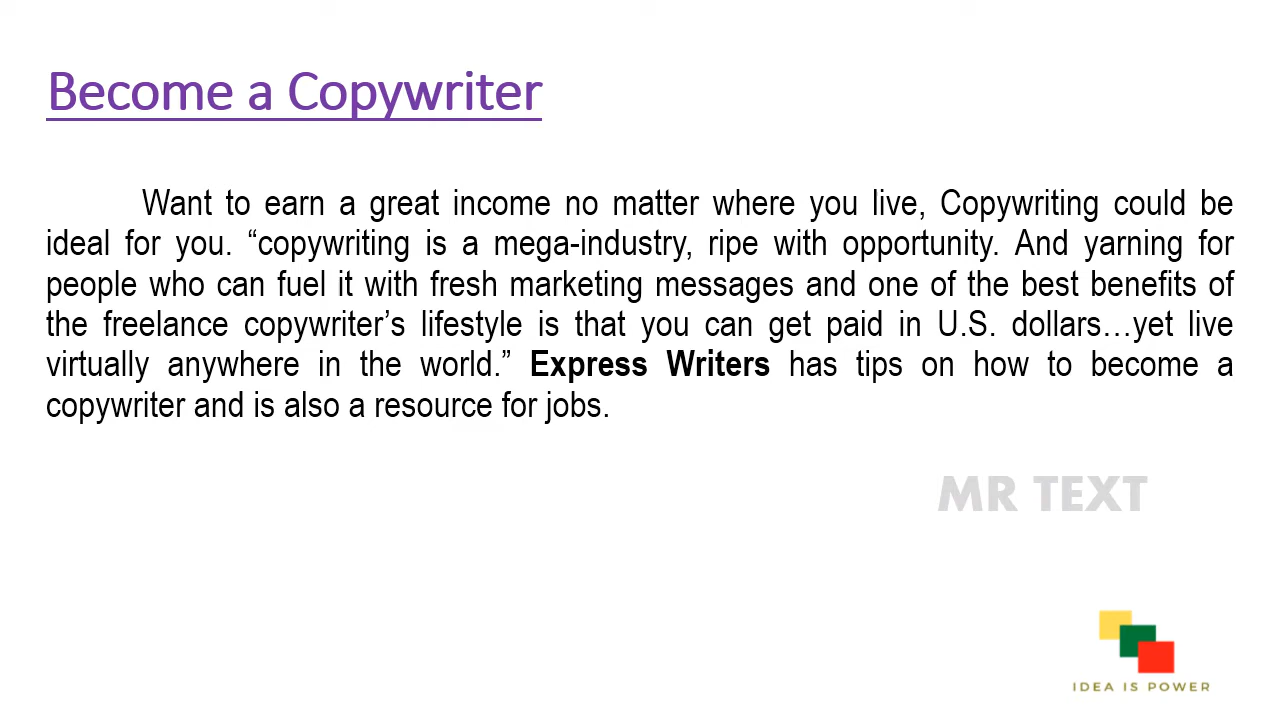 Become a Copywriter
Want to earn a great income no matter where you live, Copywriting could be
ideal for you. “copywriting is a mega-industry, ripe with opportunity. And yarning for
people who can fuel it with fresh marketing messages and one of the best benefits of
the freelance copywriter’s lifestyle is that you can get paid in U.S. dollars…yet live
virtually anywhere in the world.” Express Writers has tips on how to become a
copywriter and is also a resource for jobs.
MR TEXT
IDEA IS POWER